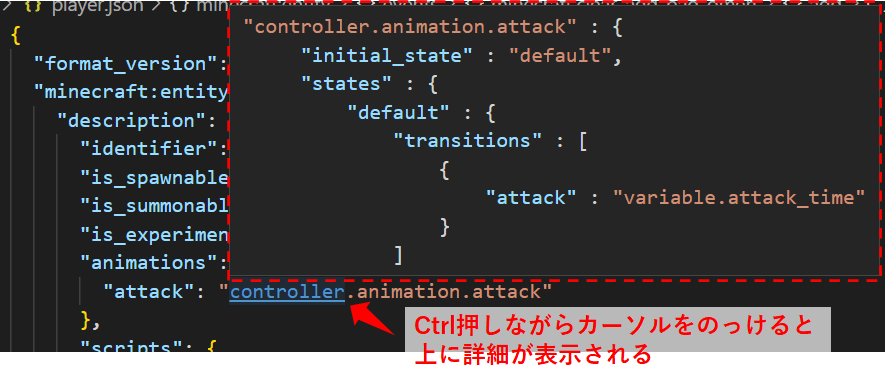 player.json
{
"controller.animation.attack" : {
"initial_state" : "default",
"states" : {
"default" : {
"transitions" : [
{
"attack" : "variable.attack_time"
}
]
"format_version":
"minecraft:entity
"description":
"identifier":
"is_spawnable
"is_summonabl
"is_experimen
"animations":
"attack": "controller.animation.attack"
},
"scripts": {
Ctrl押しながらカーソルをのっけると
上に詳細が表示される